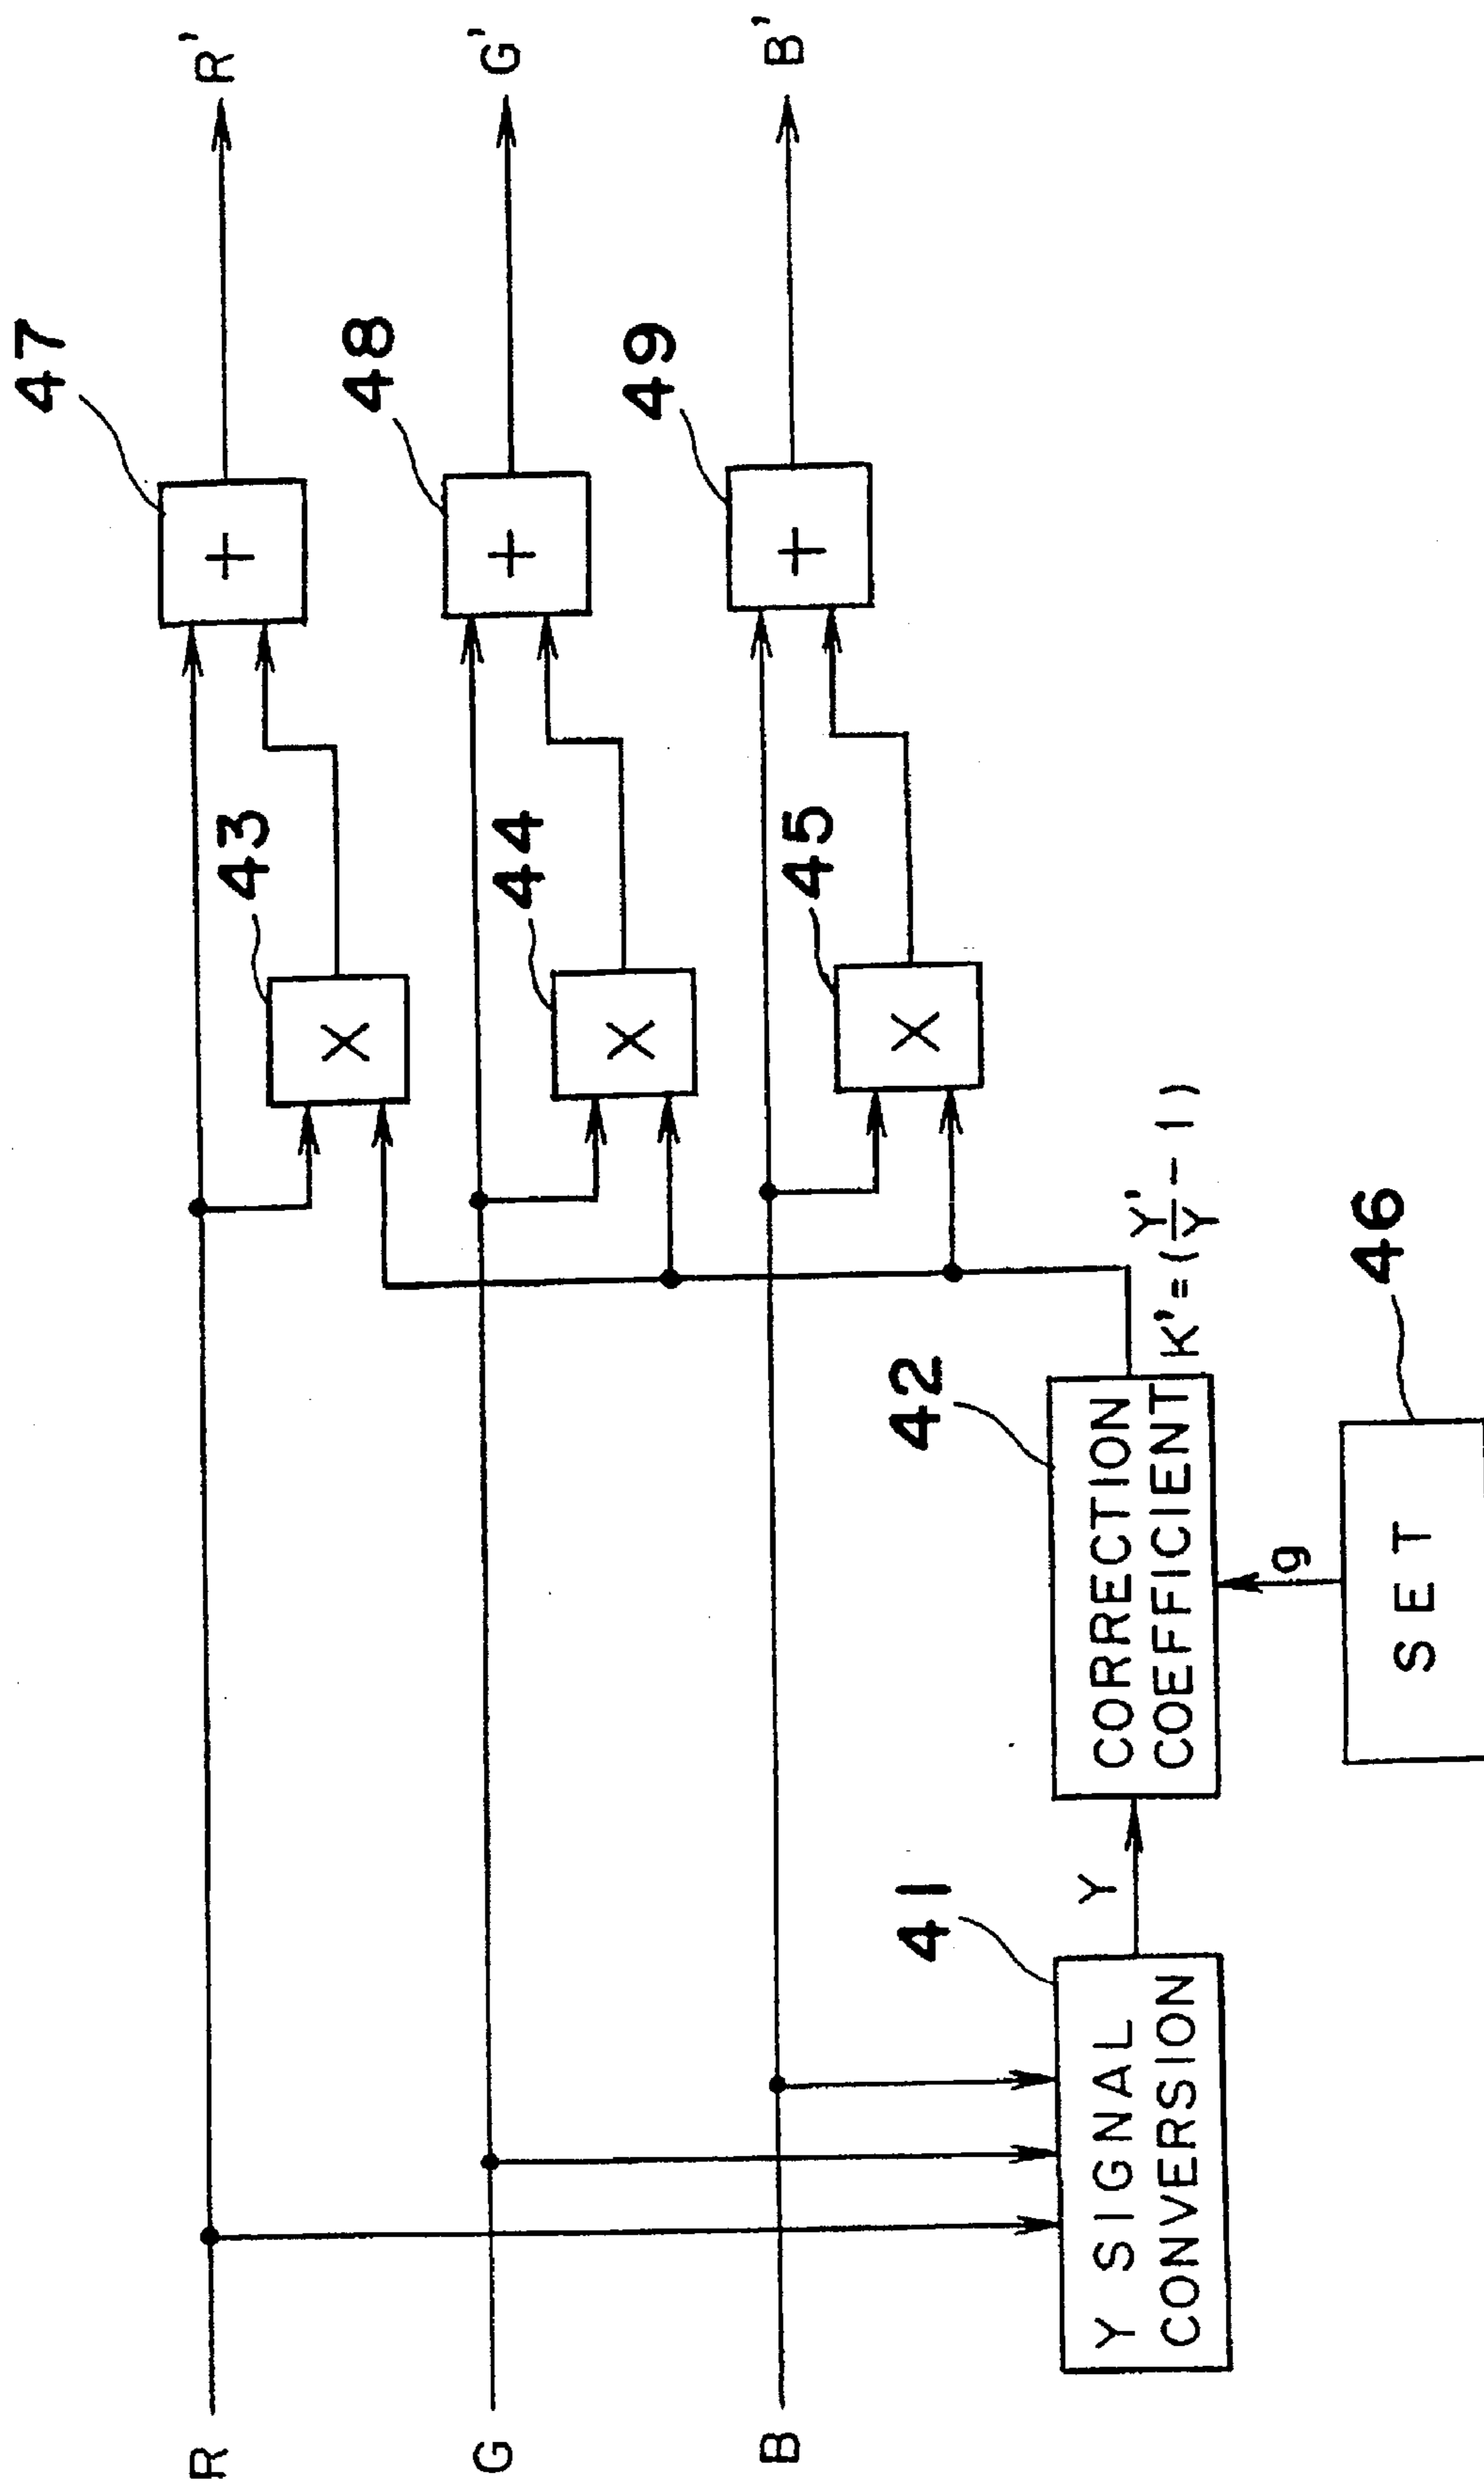 R
G
B
Y SIGNAL
CONVERSION
41
Y
CORRECTION
COEFFICIENT
42
K'=(Y'/Y-1)
g
SET
46
X
43
X
44
X
45
+
47
+
48
+
49
R'
G'
B'